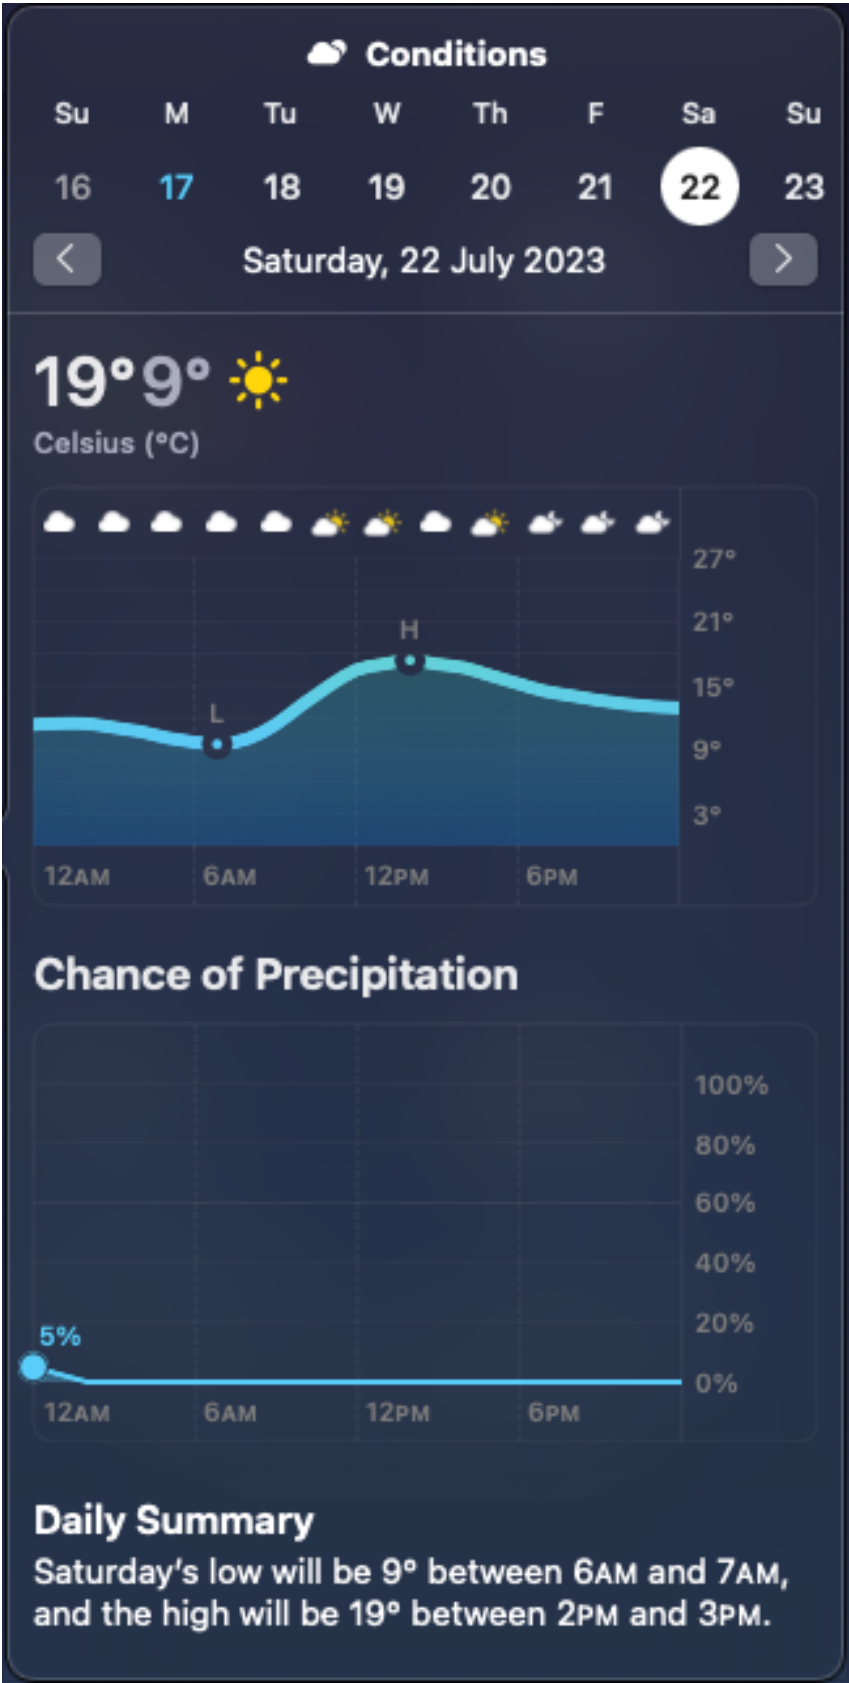 Conditions
Su M Tu W Th F Sa Su
16 17 18 19 20 21 22 23
Saturday, 22 July 2023
19° 9°
Celsius (°C)
27°
21°
H
15°
L
9°
3°
12AM 6AM 12PM 6PM
Chance of Precipitation
100%
80%
60%
40%
20%
5%
0%
12AM 6AM 12PM 6PM
Daily Summary
Saturday's low will be 9° between 6AM and 7AM,
and the high will be 19° between 2PM and 3PM.